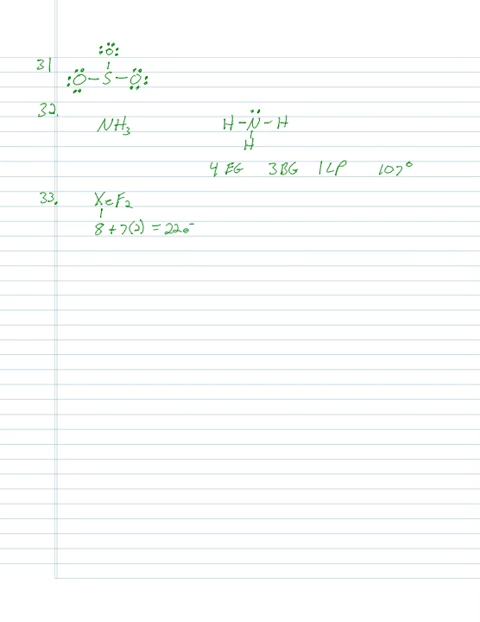 31
:Ö:
:Ö–S–Ö:
32.
NH₃ H–N̈–H
H
4 EG 3 BG 1 LP 107°
33. XeF₂
8 + 7(2) = 22e⁻